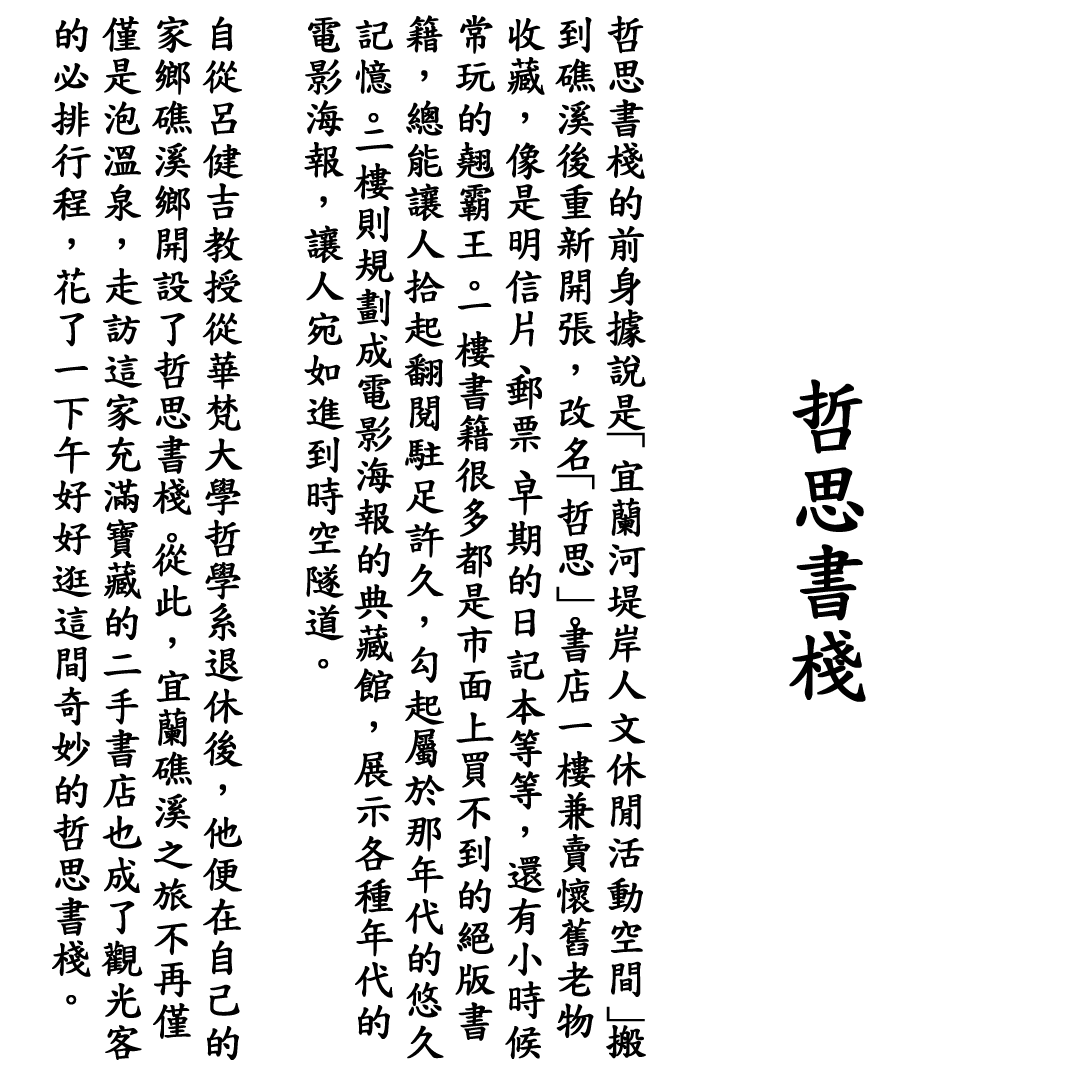 哲思書棧
哲思書棧的前身據說是「宜蘭河堤岸人文休閒活動空間」搬
到礁溪後重新開張，改名「哲思」。書店一樓兼賣懷舊老物
收藏，像是明信片、郵票、早期的日記本等等，還有小時候
常玩的翹霸王。一樓書籍很多都是市面上買不到的絕版書
籍，總能讓人拾起翻閱駐足許久，勾起屬於那年代的悠久
記憶。二樓則規劃成電影海報的典藏館，展示各種年代的
電影海報，讓人宛如進到時空隧道。
自從呂健吉教授從華梵大學哲學系退休後，他便在自己的
家鄉礁溪鄉開設了哲思書棧。從此，宜蘭礁溪之旅不再僅
僅是泡溫泉，走訪這家充滿寶藏的二手書店也成了觀光客
的必排行程，花了一下午好好逛這間奇妙的哲思書棧。